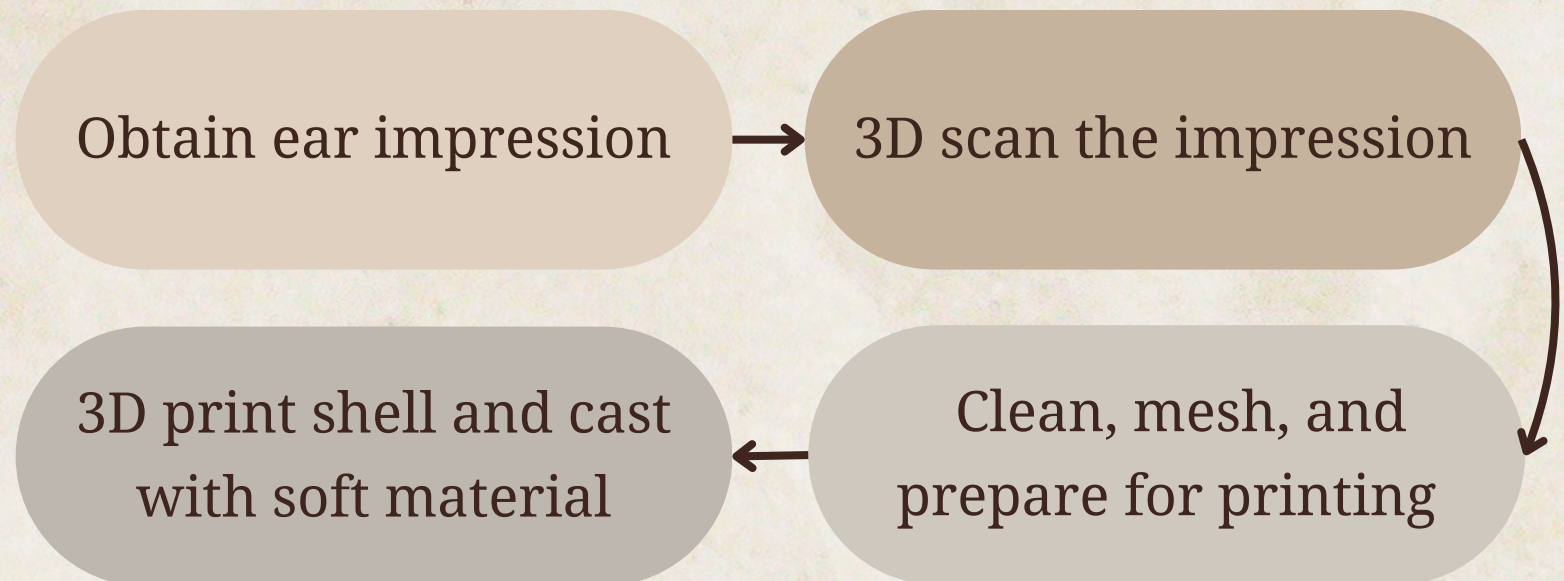 Obtain ear impression
3D scan the impression
Clean, mesh, and
prepare for printing
3D print shell and cast
with soft material